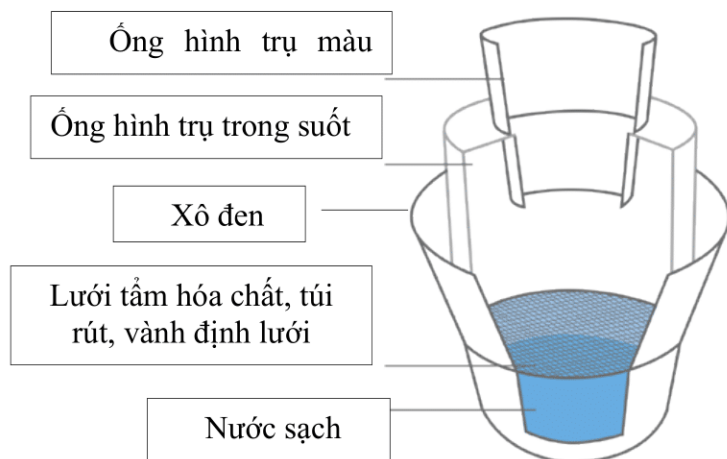 Ống hình trụ màu
Ống hình trụ trong suốt
Xô đen
Lưới tẩm hóa chất, túi
rút, vành định lưới
Nước sạch